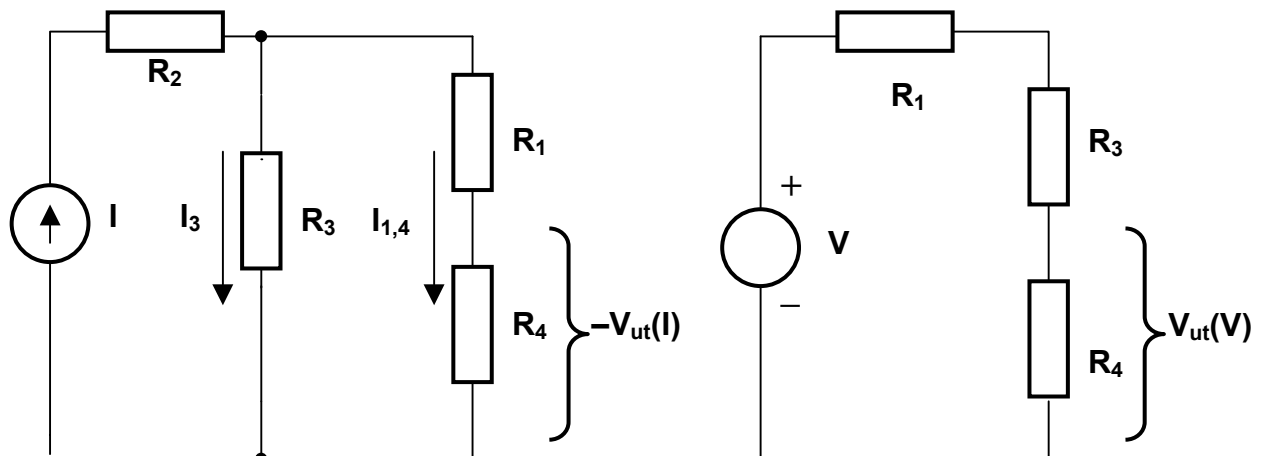 R₂
I
I₃
R₃
I₁,₄
R₁
R₄
–Vᵤₜ(I)
R₁
+
V
–
R₃
R₄
Vᵤₜ(V)